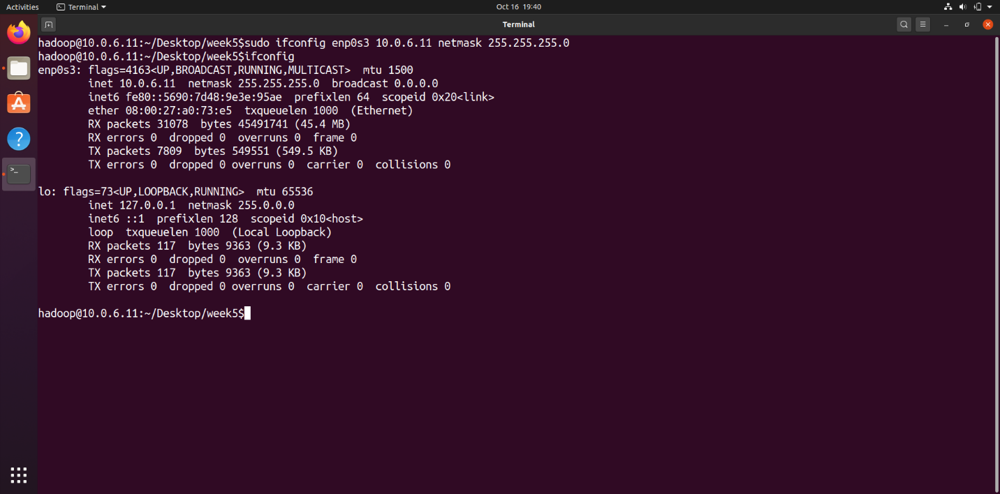 Activities
Terminal
Oct 16 19:40
Terminal
hadoop@10.0.6.11:~/Desktop/week5$sudo ifconfig enp0s3 10.0.6.11 netmask 255.255.255.0
hadoop@10.0.6.11:~/Desktop/week5$ifconfig
enp0s3: flags=4163<UP,BROADCAST,RUNNING,MULTICAST>  mtu 1500
        inet 10.0.6.11  netmask 255.255.255.0  broadcast 0.0.0.0
        inet6 fe80::5690:7d48:9e3e:95ae  prefixlen 64  scopeid 0x20<link>
        ether 08:00:27:a0:73:e5  txqueuelen 1000  (Ethernet)
        RX packets 31078  bytes 45491741 (45.4 MB)
        RX errors 0  dropped 0  overruns 0  frame 0
        TX packets 7809  bytes 549551 (549.5 KB)
        TX errors 0  dropped 0 overruns 0  carrier 0  collisions 0
lo: flags=73<UP,LOOPBACK,RUNNING>  mtu 65536
        inet 127.0.0.1  netmask 255.0.0.0
        inet6 ::1  prefixlen 128  scopeid 0x10<host>
        loop  txqueuelen 1000  (Local Loopback)
        RX packets 117  bytes 9363 (9.3 KB)
        RX errors 0  dropped 0  overruns 0  frame 0
        TX packets 117  bytes 9363 (9.3 KB)
        TX errors 0  dropped 0 overruns 0  carrier 0  collisions 0
hadoop@10.0.6.11:~/Desktop/week5$